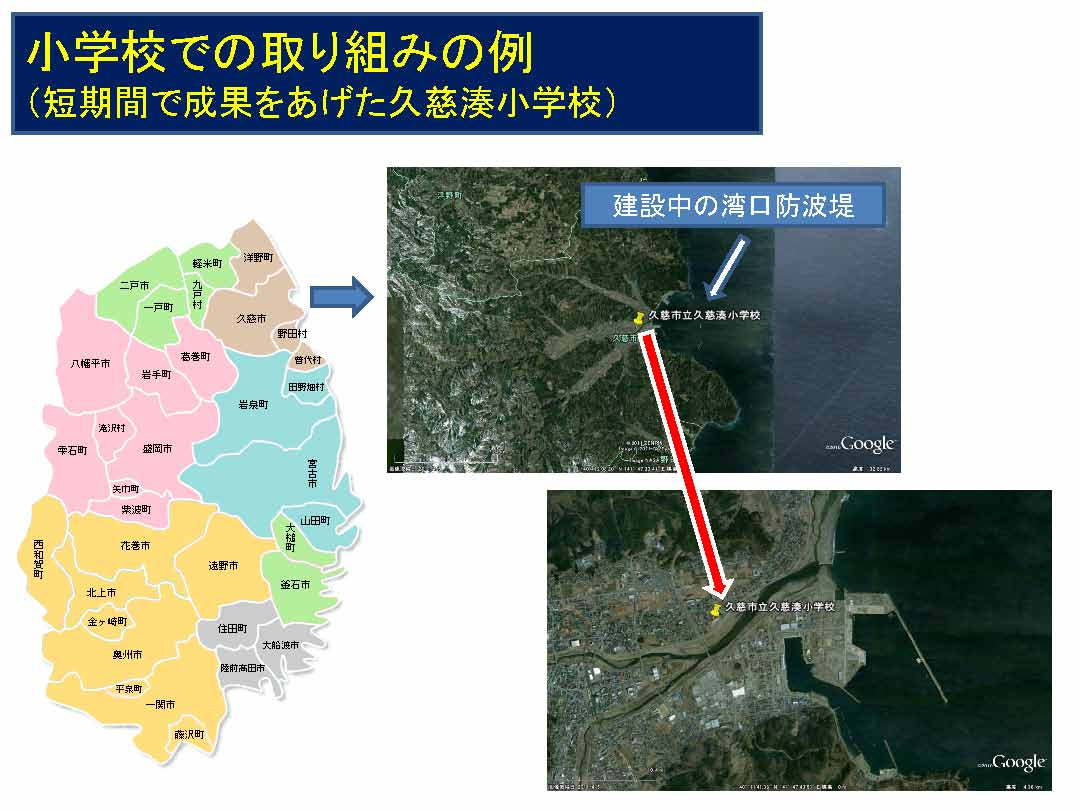 小学校での取り組みの例
（短期間で成果をあげた久慈湊小学校）
建設中の湾口防波堤
洋野町
久慈市立久慈湊小学校
久慈市
Google
洋野町
軽米町
二戸市
九戸村
一戸町
久慈市
野田村
葛巻町
普代村
八幡平市
岩手町
田野畑村
岩泉町
滝沢村
雫石町
盛岡市
宮古市
矢巾町
紫波町
山田町
大槌町
西和賀町
花巻市
遠野市
釜石市
北上市
金ヶ崎町
住田町
大船渡市
奥州市
陸前高田市
平泉町
一関市
藤沢町
久慈市立久慈湊小学校
Google